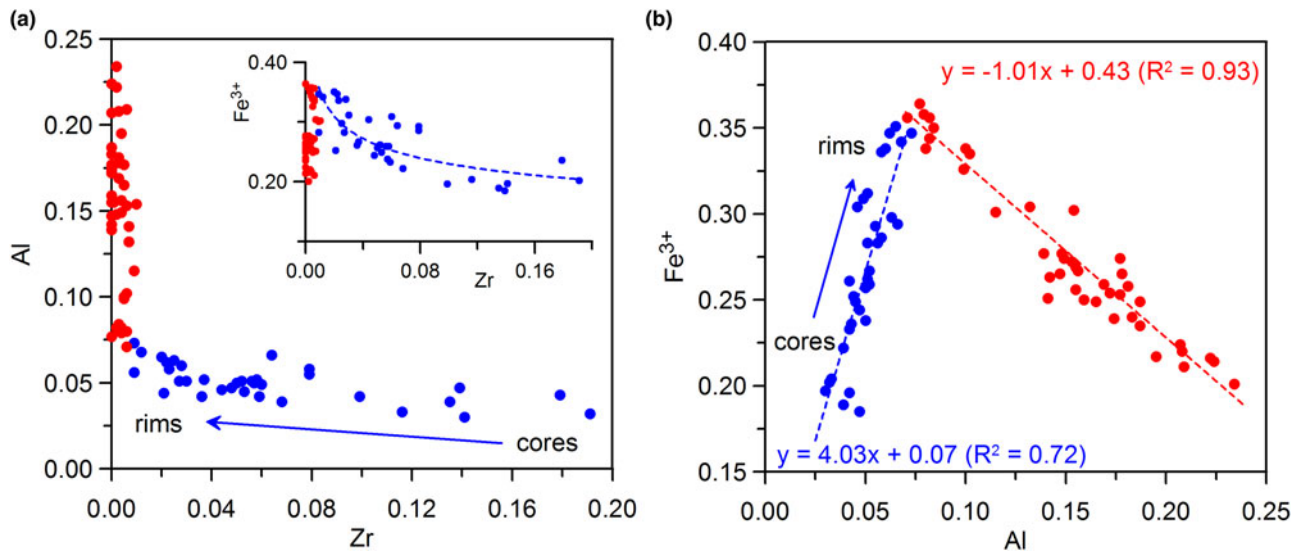 (a)
0.25
0.20
0.15
0.10
0.05
0.00
Al
0.00 0.04 0.08 0.12 0.16 0.20
Zr
rims
cores
Fe3+
0.40
0.20
0.00 0.08 0.16
Zr
(b)
0.40
0.35
0.30
0.25
0.20
0.15
Fe3+
y = -1.01x + 0.43 (R² = 0.93)
rims
cores
y = 4.03x + 0.07 (R² = 0.72)
0.00 0.05 0.10 0.15 0.20 0.25
Al